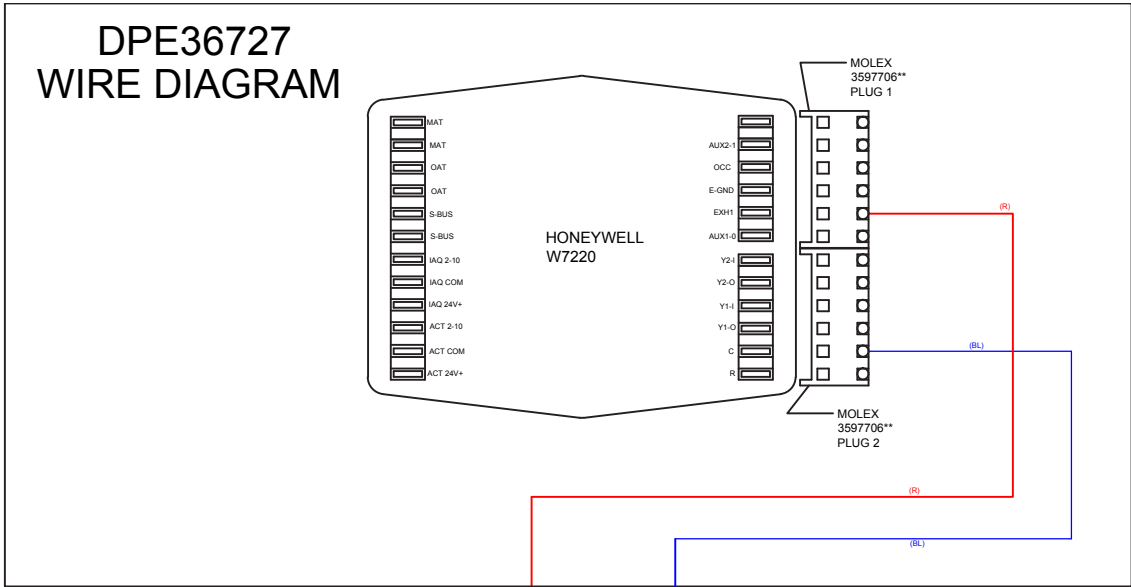 DPE36727
WIRE DIAGRAM
MOLEX
3597706**
PLUG 1
MAT
MAT
OAT
OAT
S-BUS
S-BUS
IAQ 2-10
IAQ COM
IAQ 24V+
ACT 2-10
ACT COM
ACT 24V+
HONEYWELL
W7220
AUX2-1
OCC
E-GND
EXH1
AUX1-0
Y2-I
Y2-O
Y1-I
Y1-O
C
R
(R)
(BL)
MOLEX
3597706**
PLUG 2
(R)
(BL)